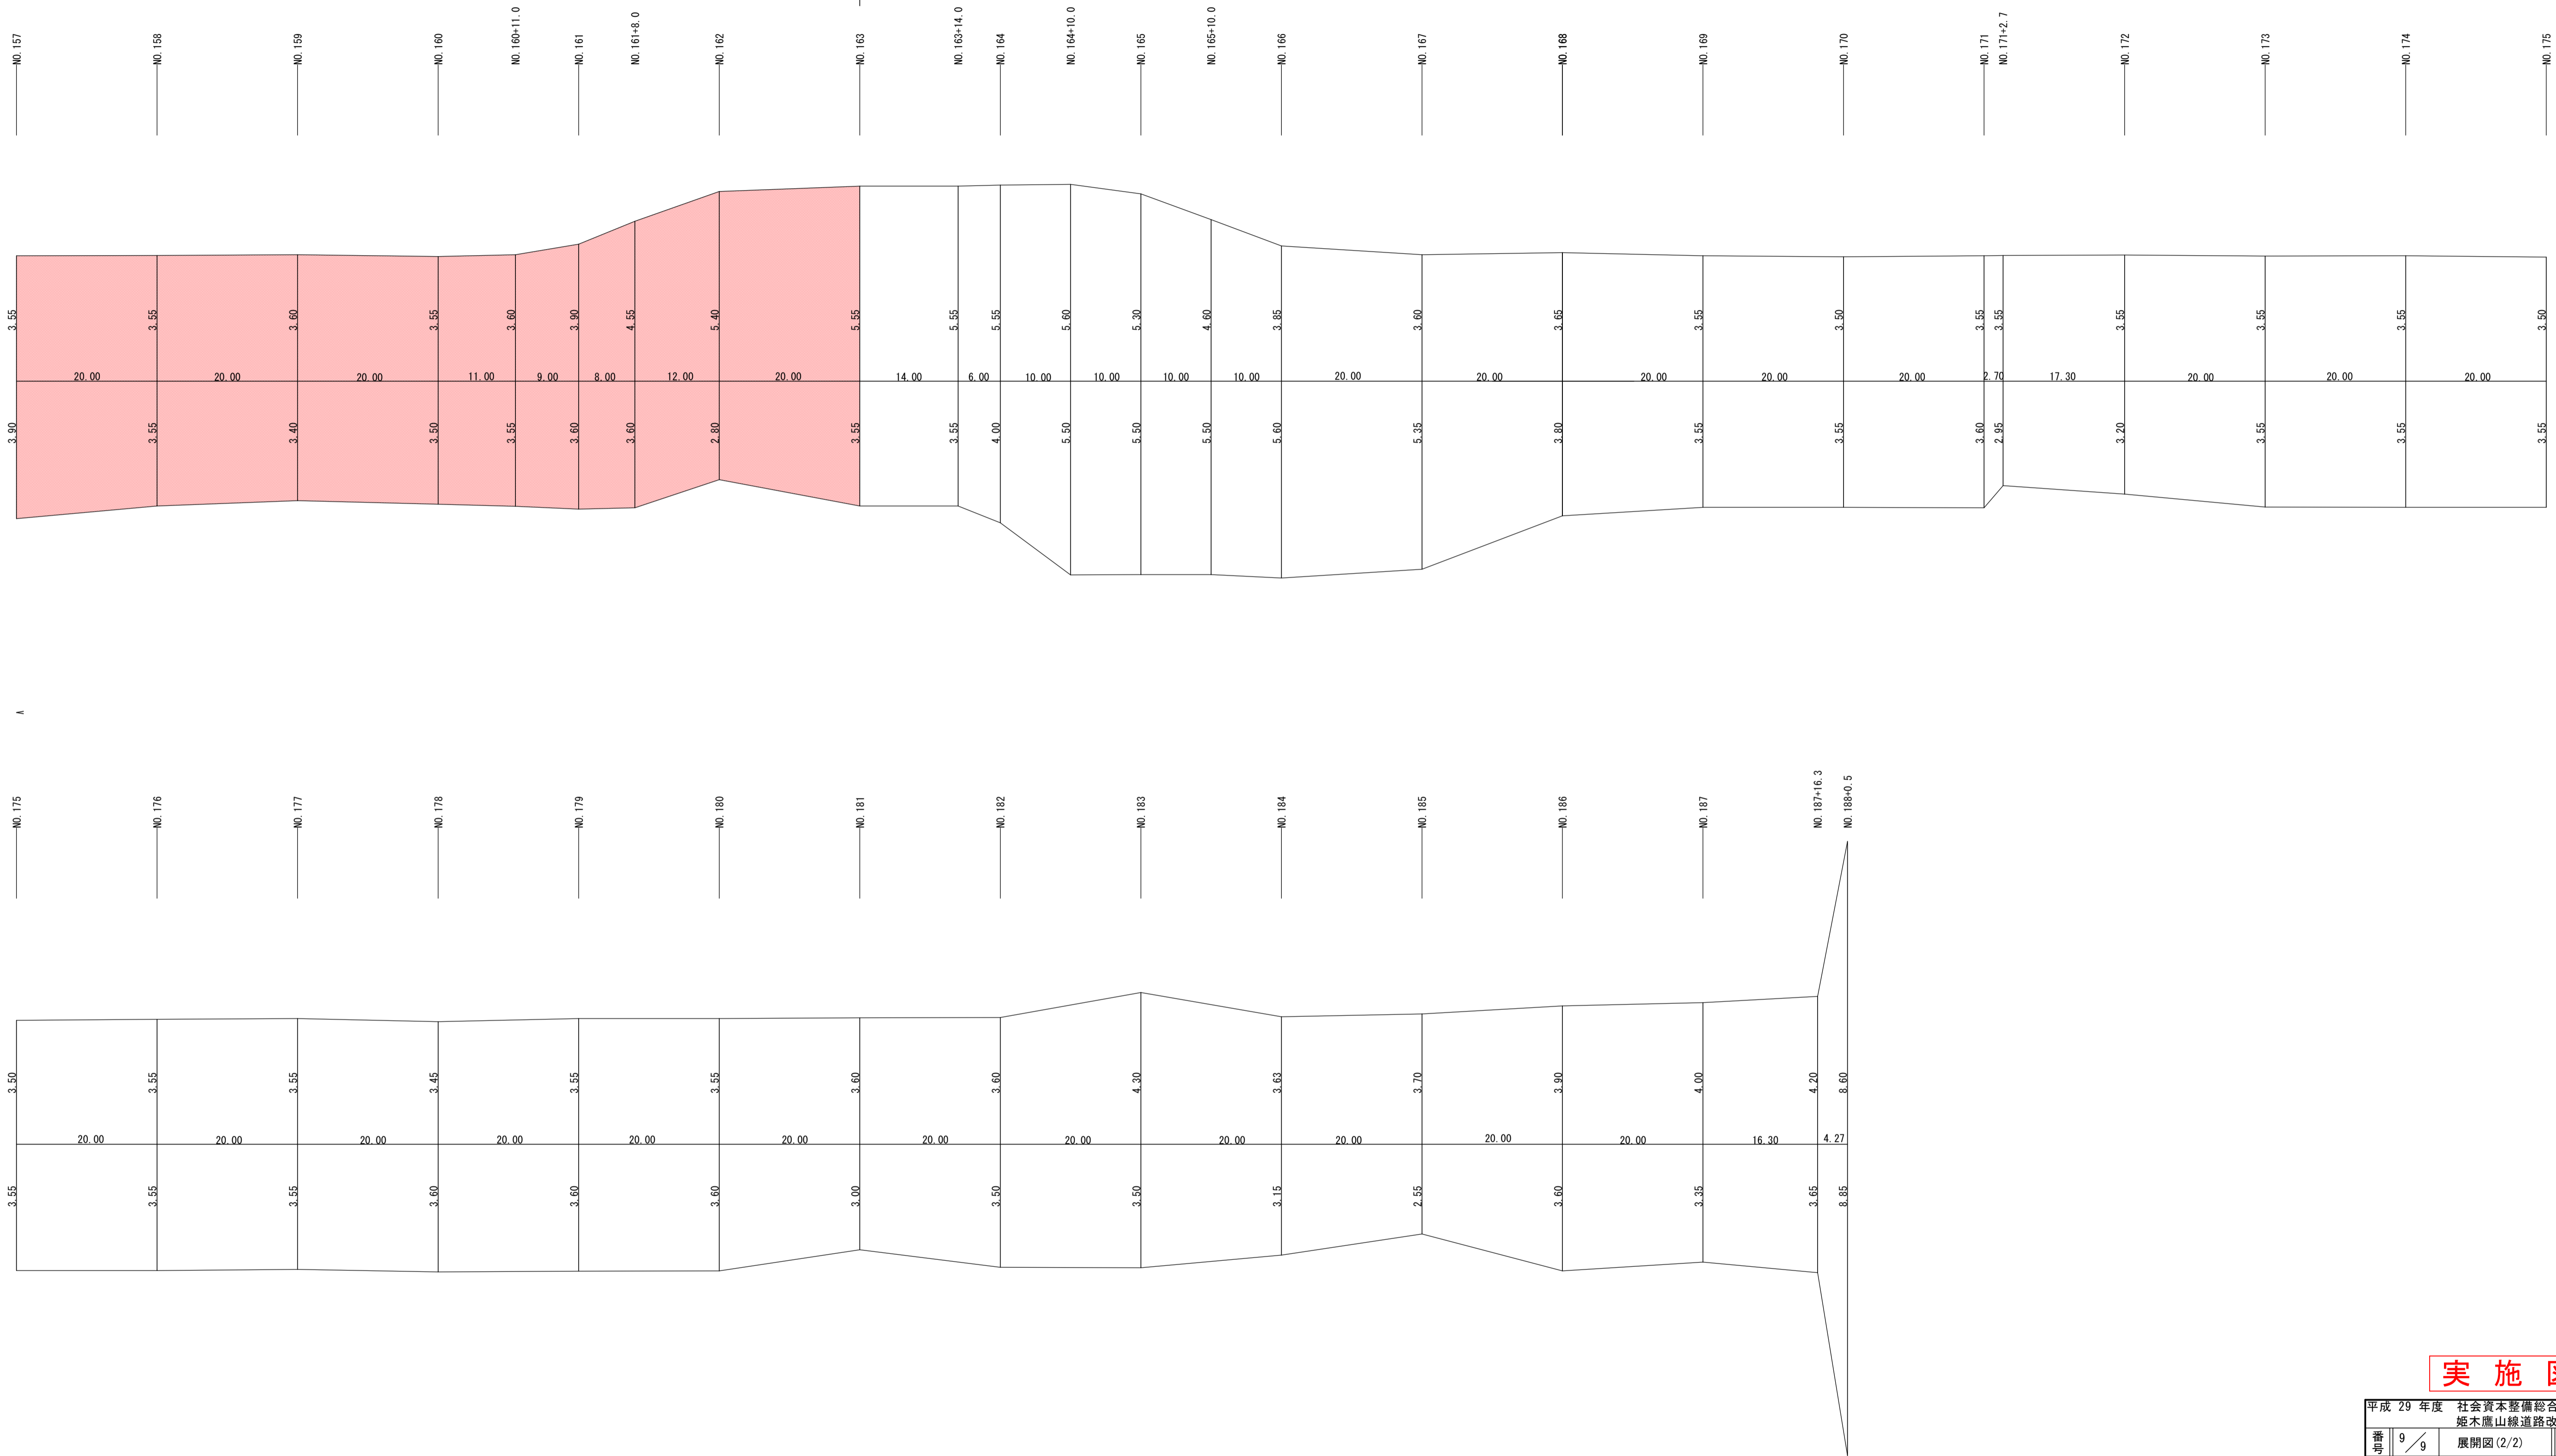 NO.157 NO.158 NO.159 NO.160 NO.160+11.0 NO.161 NO.161+8.0 NO.162 NO.163 NO.163+14.0 NO.164 NO.164+10.0 NO.165 NO.165+10.0 NO.166 NO.167 NO.168 NO.169 NO.170 NO.171 NO.171+2.7 NO.172 NO.173 NO.174 NO.175
3.55 3.55 3.60 3.55 3.60 3.90 4.55 5.40 5.55 5.55 5.55 5.60 5.30 4.60 3.85 3.60 3.65 3.55 3.50 3.55 3.55 3.55 3.55 3.55 3.50
20.00 20.00 20.00 11.00 9.00 8.00 12.00 20.00 14.00 6.00 10.00 10.00 10.00 10.00 20.00 20.00 20.00 20.00 20.00 2.70 17.30 20.00 20.00 20.00
3.90 3.55 3.40 3.50 3.55 3.60 3.60 2.80 3.55 3.55 4.00 5.50 5.50 5.50 5.60 5.35 3.80 3.55 3.55 3.60 2.95 3.20 3.55 3.55 3.55
A
NO.175 NO.176 NO.177 NO.178 NO.179 NO.180 NO.181 NO.182 NO.183 NO.184 NO.185 NO.186 NO.187 NO.187+16.3 NO.188+0.5
3.50 3.55 3.55 3.45 3.55 3.55 3.60 3.60 4.30 3.63 3.70 3.90 4.00 4.20 8.60
20.00 20.00 20.00 20.00 20.00 20.00 20.00 20.00 20.00 20.00 20.00 20.00 16.30 4.27
3.55 3.55 3.55 3.60 3.60 3.60 3.00 3.50 3.50 3.15 2.55 3.60 3.35 3.65 8.85
実 施
平成 29 年度 社会資本整備総合
姫木鷹山線道路改
番号 9/9 展開図(2/2)